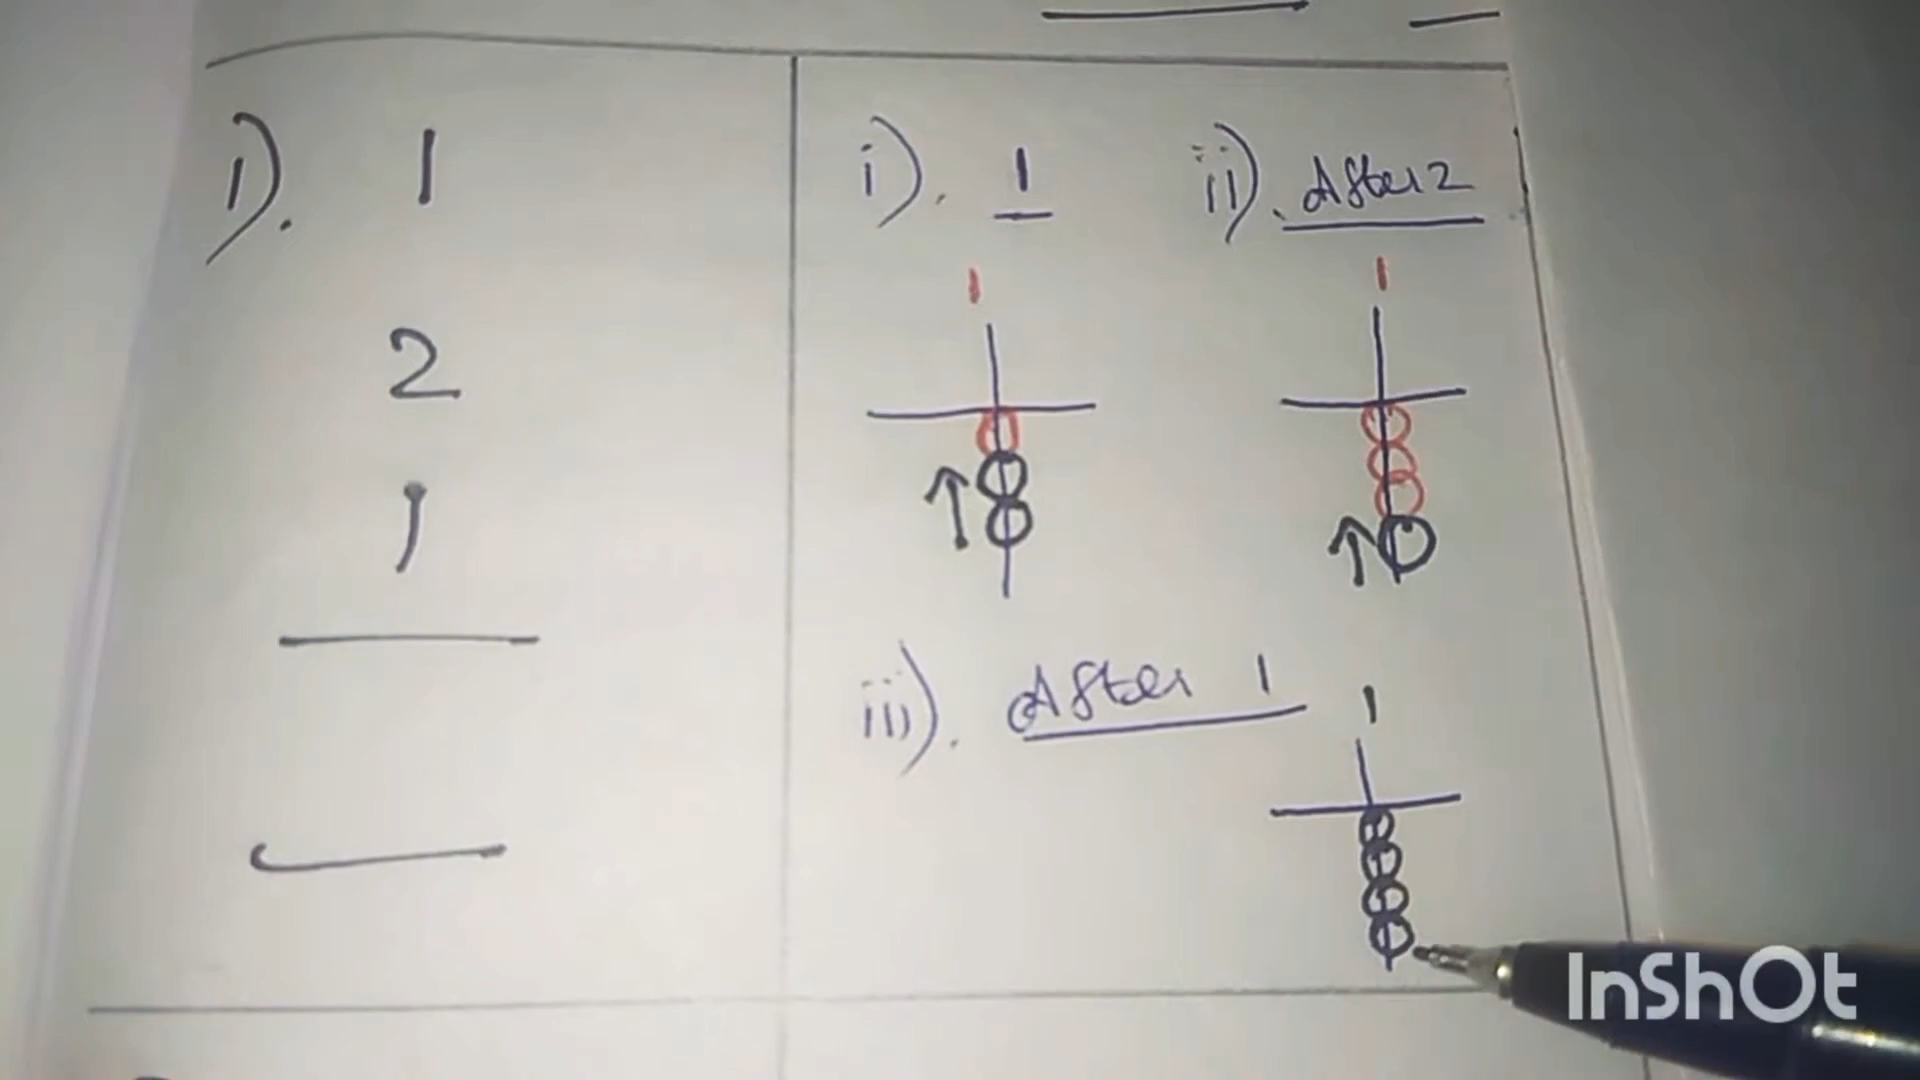 1).
1
2
1
i). 1
1
ii). After 2
1
iii). After 1
1
InShOt